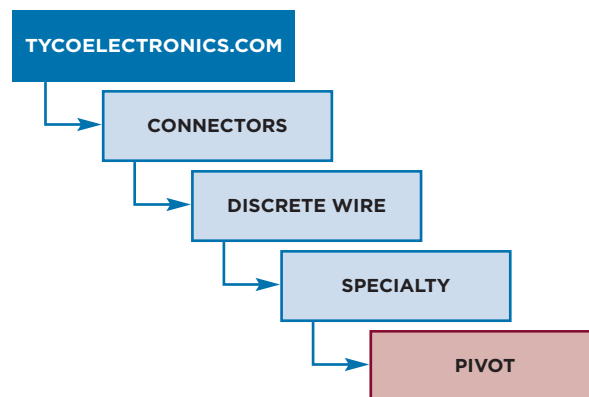 TYCOELECTRONICS.COM
CONNECTORS
DISCRETE WIRE
SPECIALTY
PIVOT